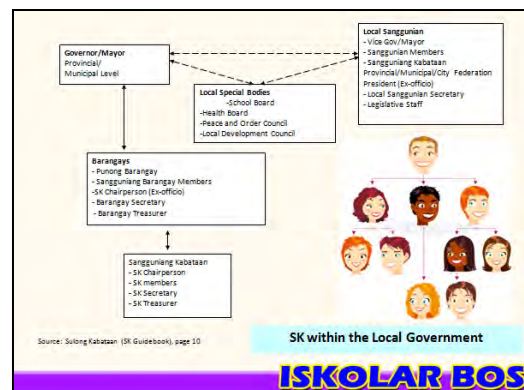 Governor/Mayor
Provincial/
Municipal Level
Local Sanggunian
- Vice Gov/Mayor
- Sanggunian Members
- Sangguniang Kabataan
Provincial/Municipal/City Federation
President (Ex-officio)
- Local Sanggunian Secretary
- Legislative Staff
Local Special Bodies
-School Board
-Health Board
-Peace and Order Council
-Local Development Council
Barangays
- Punong Barangay
- Sangguniang Barangay Members
-SK Chairperson (Ex-officio)
- Barangay Secretary
- Barangay Treasurer
Sangguniang Kabataan
- SK Chairperson
- SK members
- SK Secretary
- SK Treasurer
Source: Sulong Kabataan (SK Guidebook), page 10
SK within the Local Government
ISKOLAR BOS